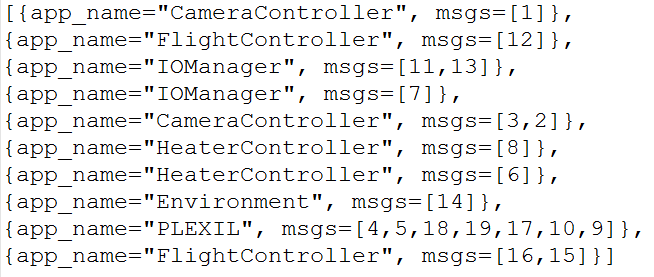 [{app_name="CameraController", msgs=[1]},
{app_name="FlightController", msgs=[12]},
{app_name="IOManager", msgs=[11,13]},
{app_name="IOManager", msgs=[7]},
{app_name="CameraController", msgs=[3,2]},
{app_name="HeaterController", msgs=[8]},
{app_name="HeaterController", msgs=[6]},
{app_name="Environment", msgs=[14]},
{app_name="PLEXIL", msgs=[4,5,18,19,17,10,9]},
{app_name="FlightController", msgs=[16,15]}]